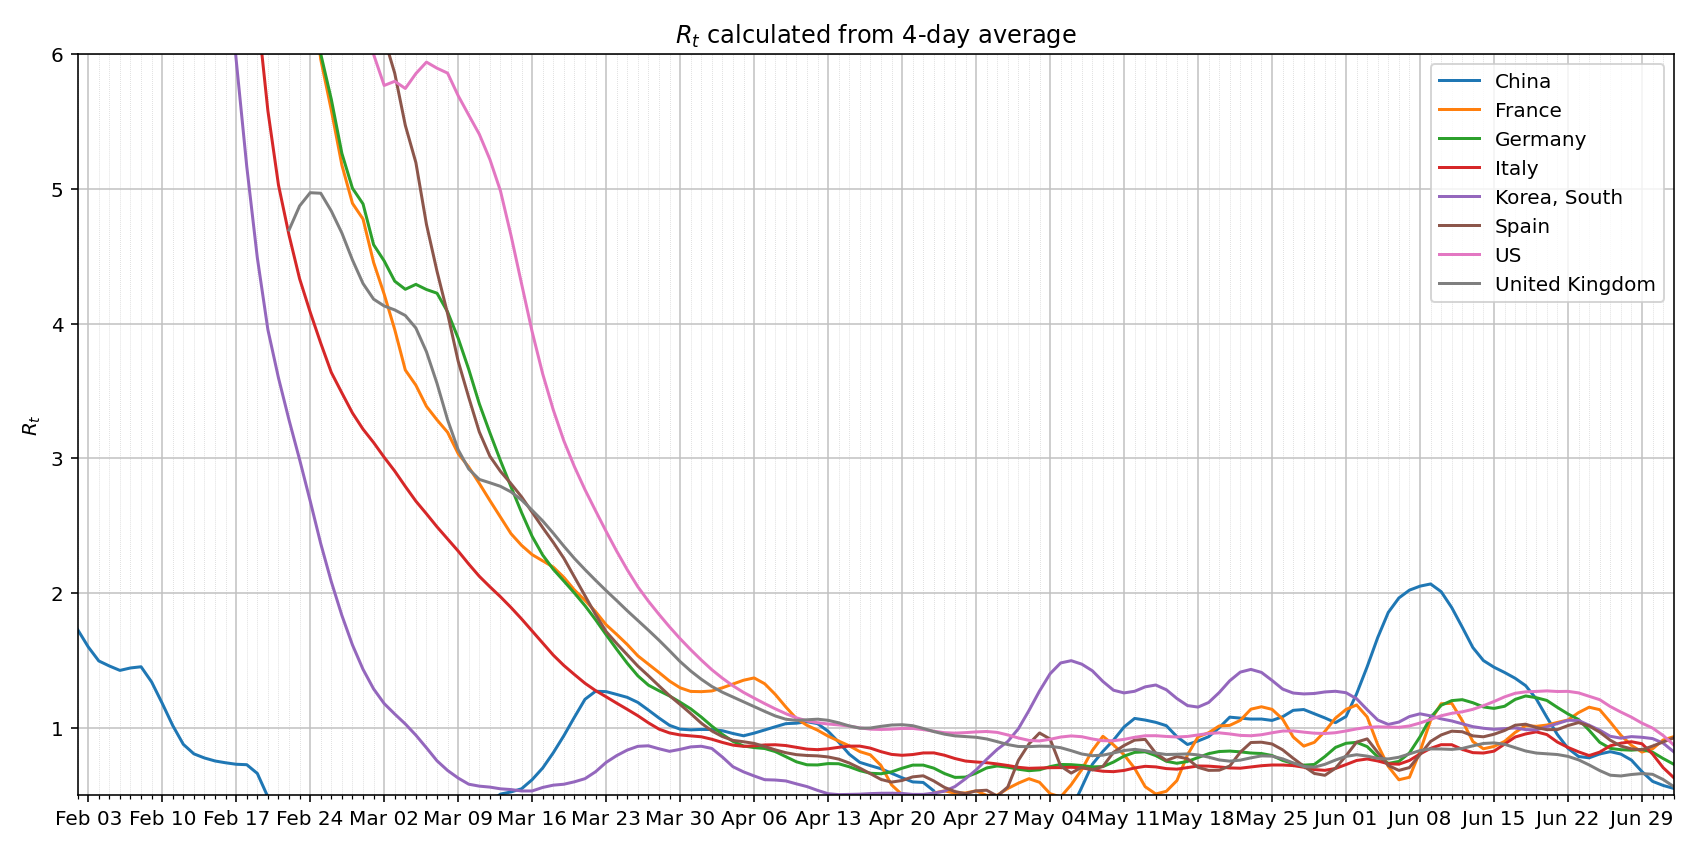 R_t calculated from 4-day average
R_t
6
5
4
3
2
1
China
France
Germany
Italy
Korea, South
Spain
US
United Kingdom
Feb 03 Feb 10 Feb 17 Feb 24 Mar 02 Mar 09 Mar 16 Mar 23 Mar 30 Apr 06 Apr 13 Apr 20 Apr 27 May 04 May 11 May 18 May 25 Jun 01 Jun 08 Jun 15 Jun 22 Jun 29